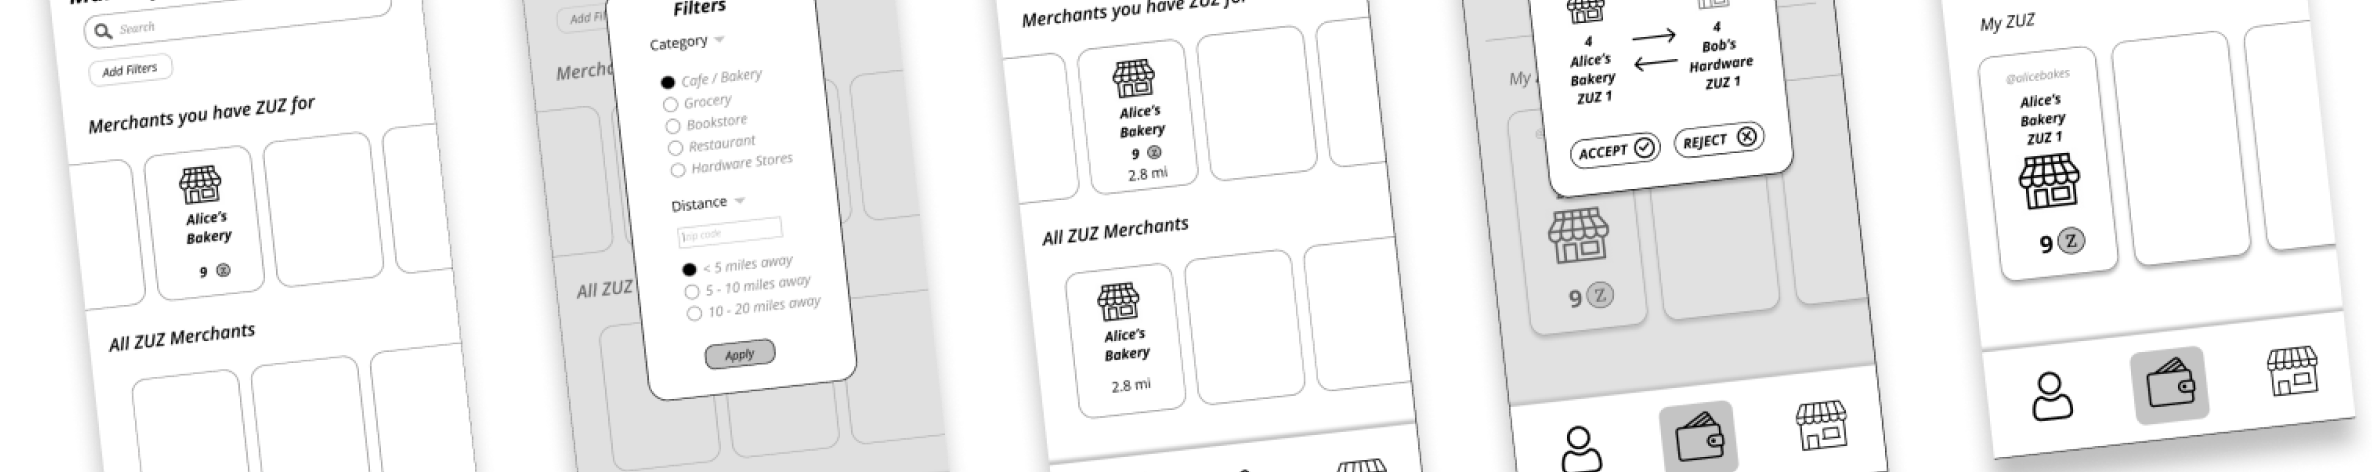 Search
Add Filters
Merchants you have ZUZ for
Alice's
Bakery
9 Z
All ZUZ Merchants
Add Fil
Merch
All ZUZ
Filters
Category
Cafe / Bakery
Grocery
Bookstore
Restaurant
Hardware Stores
Distance
zip code
< 5 miles away
5 - 10 miles away
10 - 20 miles away
Apply
Merchants you have ZUZ for
Alice's
Bakery
9 Z
2.8 mi
All ZUZ Merchants
Alice's
Bakery
2.8 mi
My
4
Alice's
Bakery
ZUZ 1
4
Bob's
Hardware
ZUZ 1
ACCEPT
REJECT
9 Z
My ZUZ
@alicebakes
Alice's
Bakery
ZUZ 1
9 Z